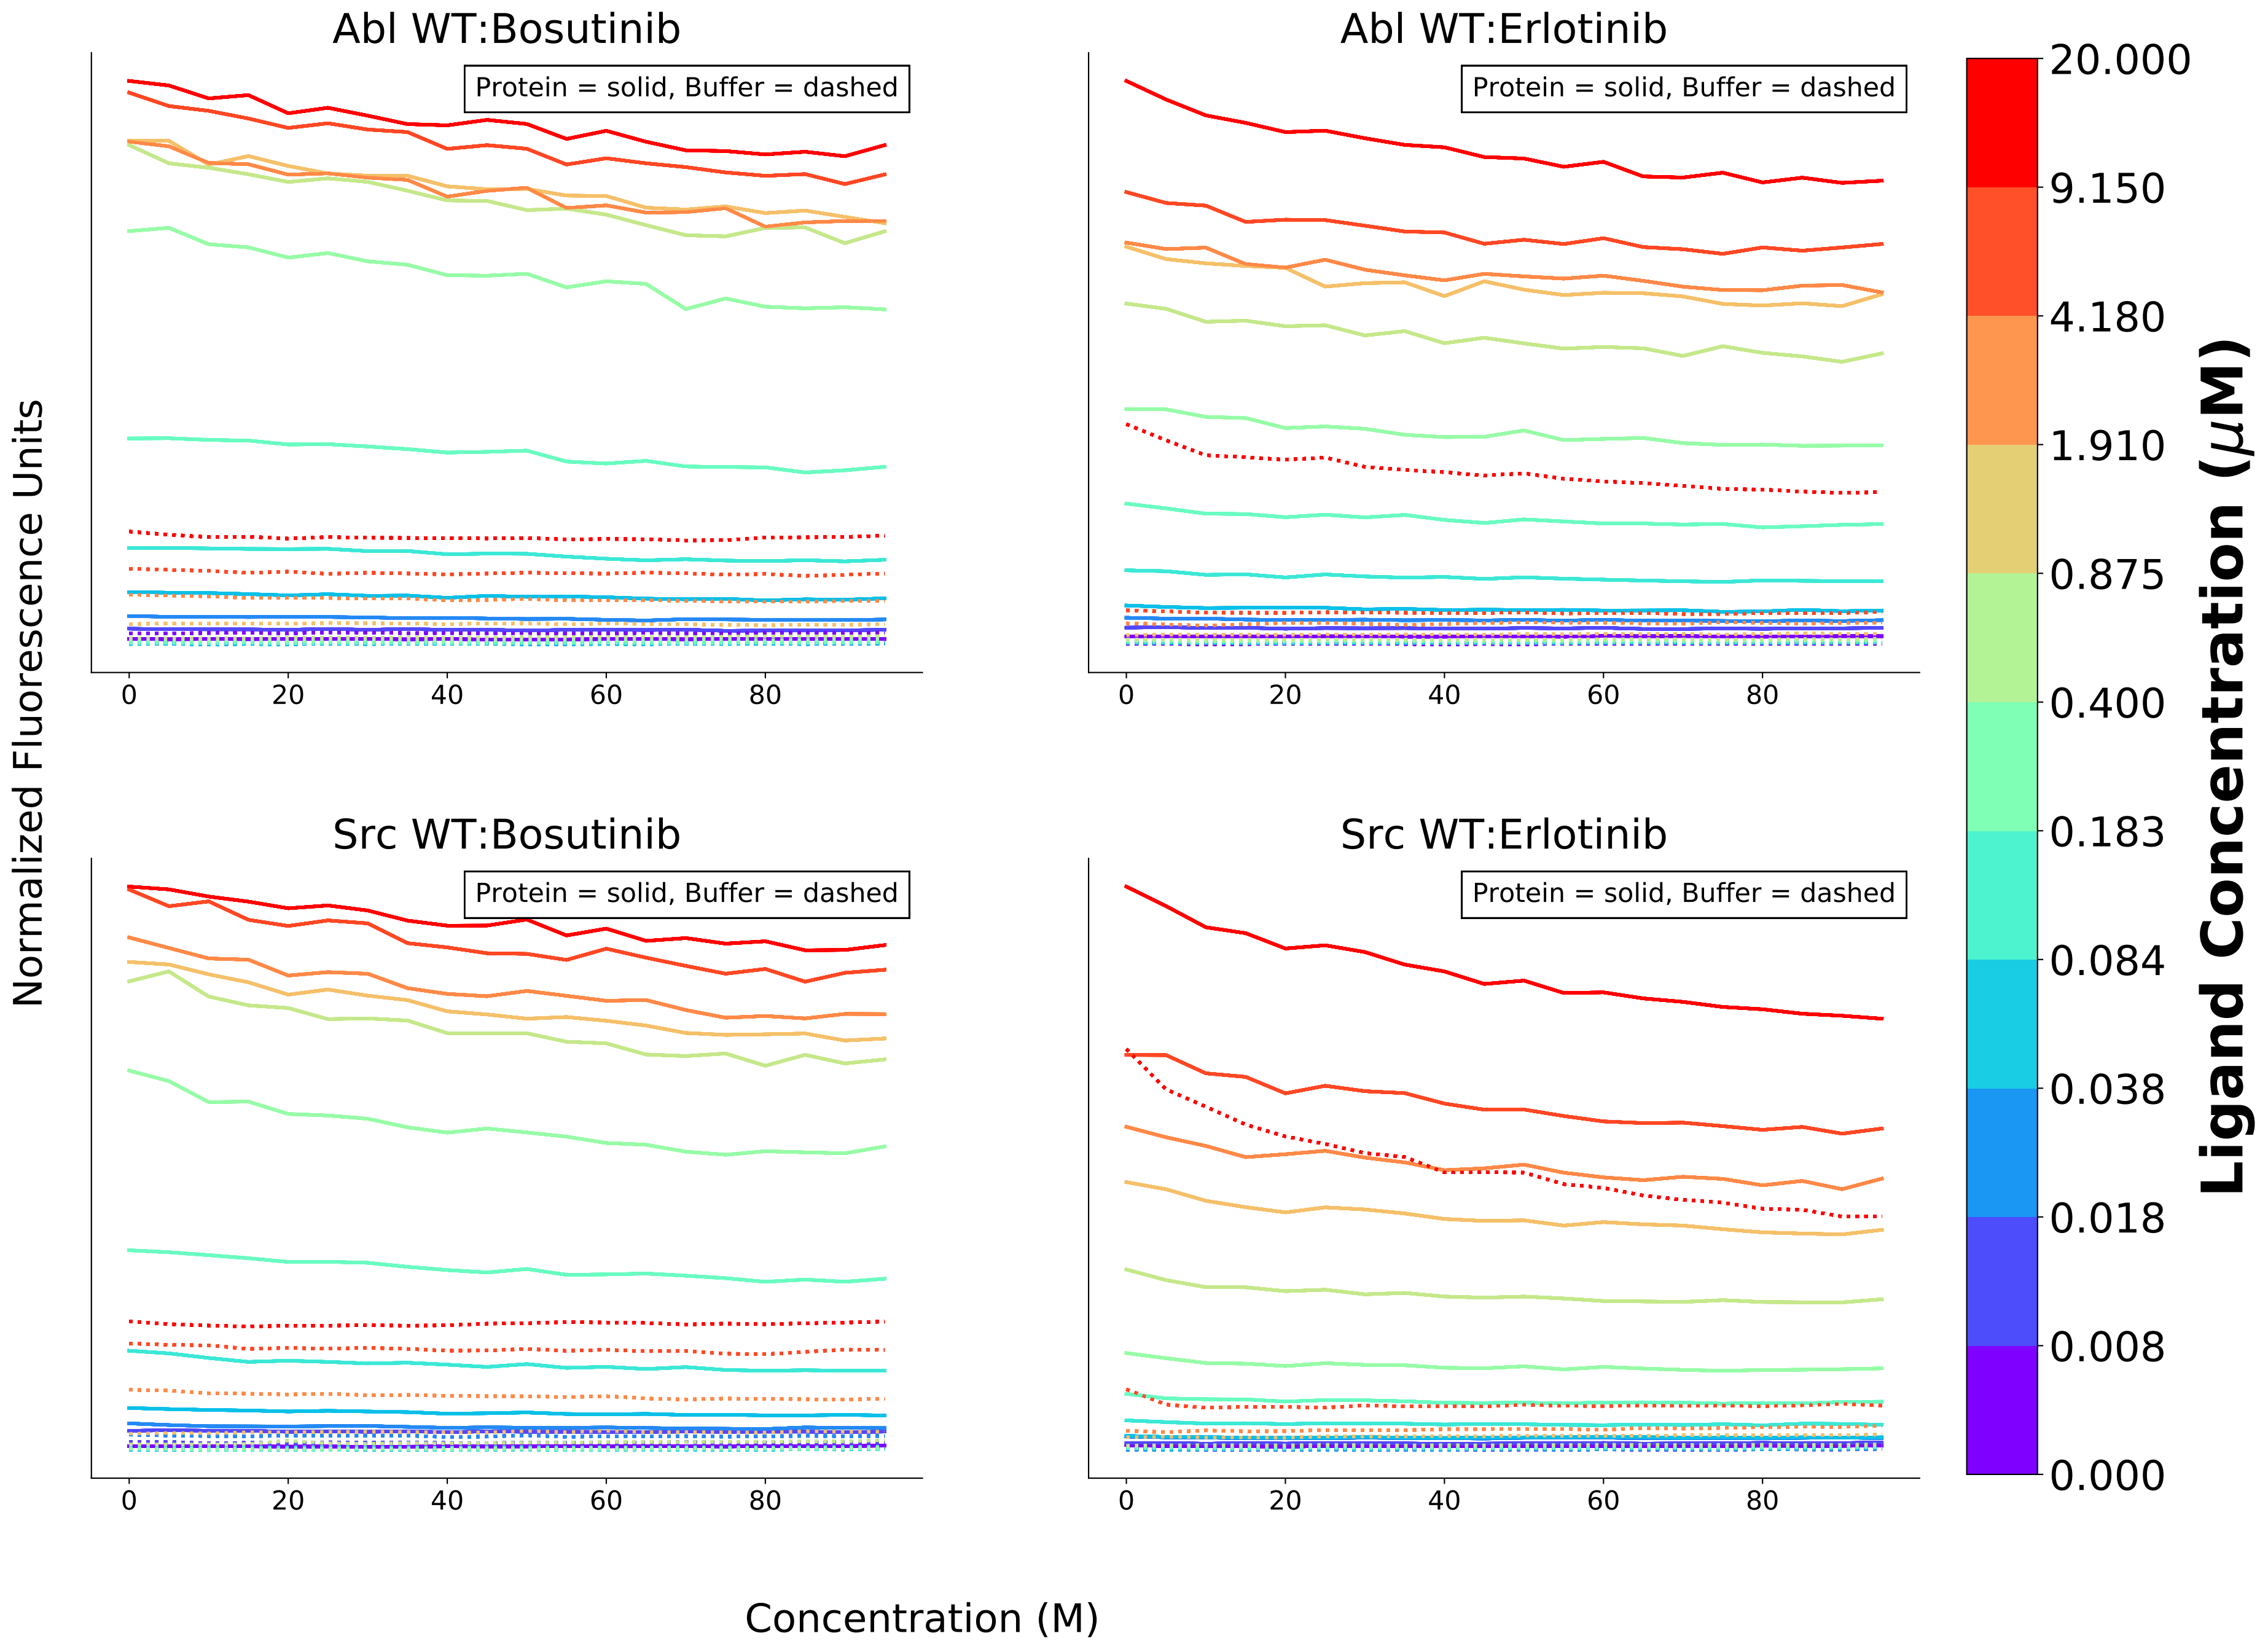 Abl WT:Bosutinib
Protein = solid, Buffer = dashed
0 20 40 60 80
Abl WT:Erlotinib
Protein = solid, Buffer = dashed
0 20 40 60 80
Normalized Fluorescence Units
Src WT:Bosutinib
Protein = solid, Buffer = dashed
0 20 40 60 80
Src WT:Erlotinib
Protein = solid, Buffer = dashed
0 20 40 60 80
Concentration (M)
20.000
9.150
4.180
1.910
0.875
0.400
0.183
0.084
0.038
0.018
0.008
0.000
Ligand Concentration (μM)